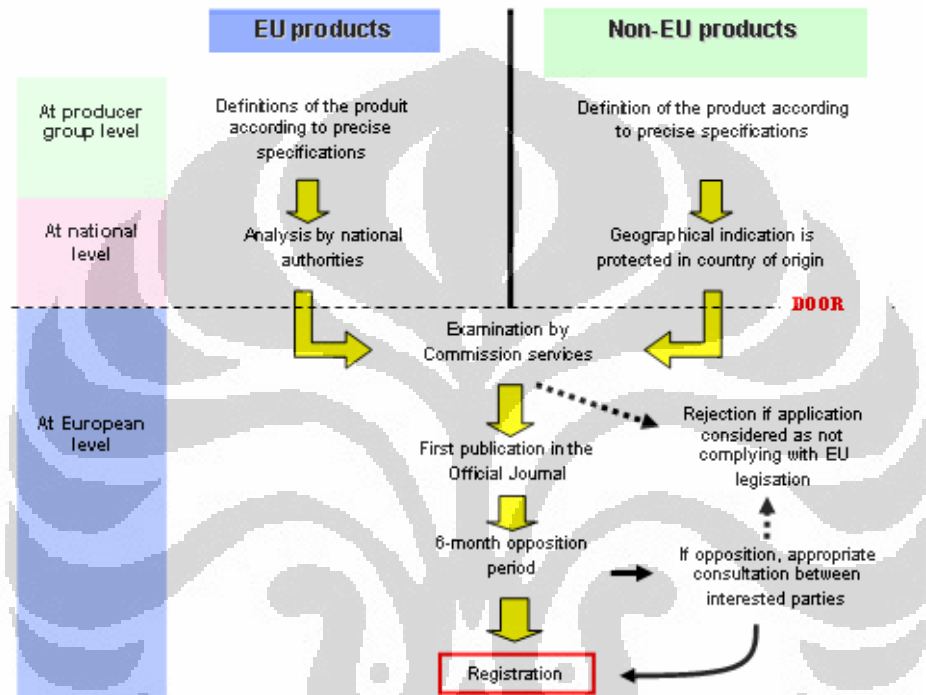 EU products
Non-EU products
At producer
group level
Definitions of the produit
according to precise
specifications
Definition of the product according
to precise specifications
At national
level
Analysis by national
authorities
Geographical indication is
protected in country of origin
DOOR
Examination by
Commission services
At European
level
First publication in the
Official Journal
Rejection if application
considered as not
complying with EU
legisation
6-month opposition
period
If opposition, appropriate
consultation between
interested parties
Registration